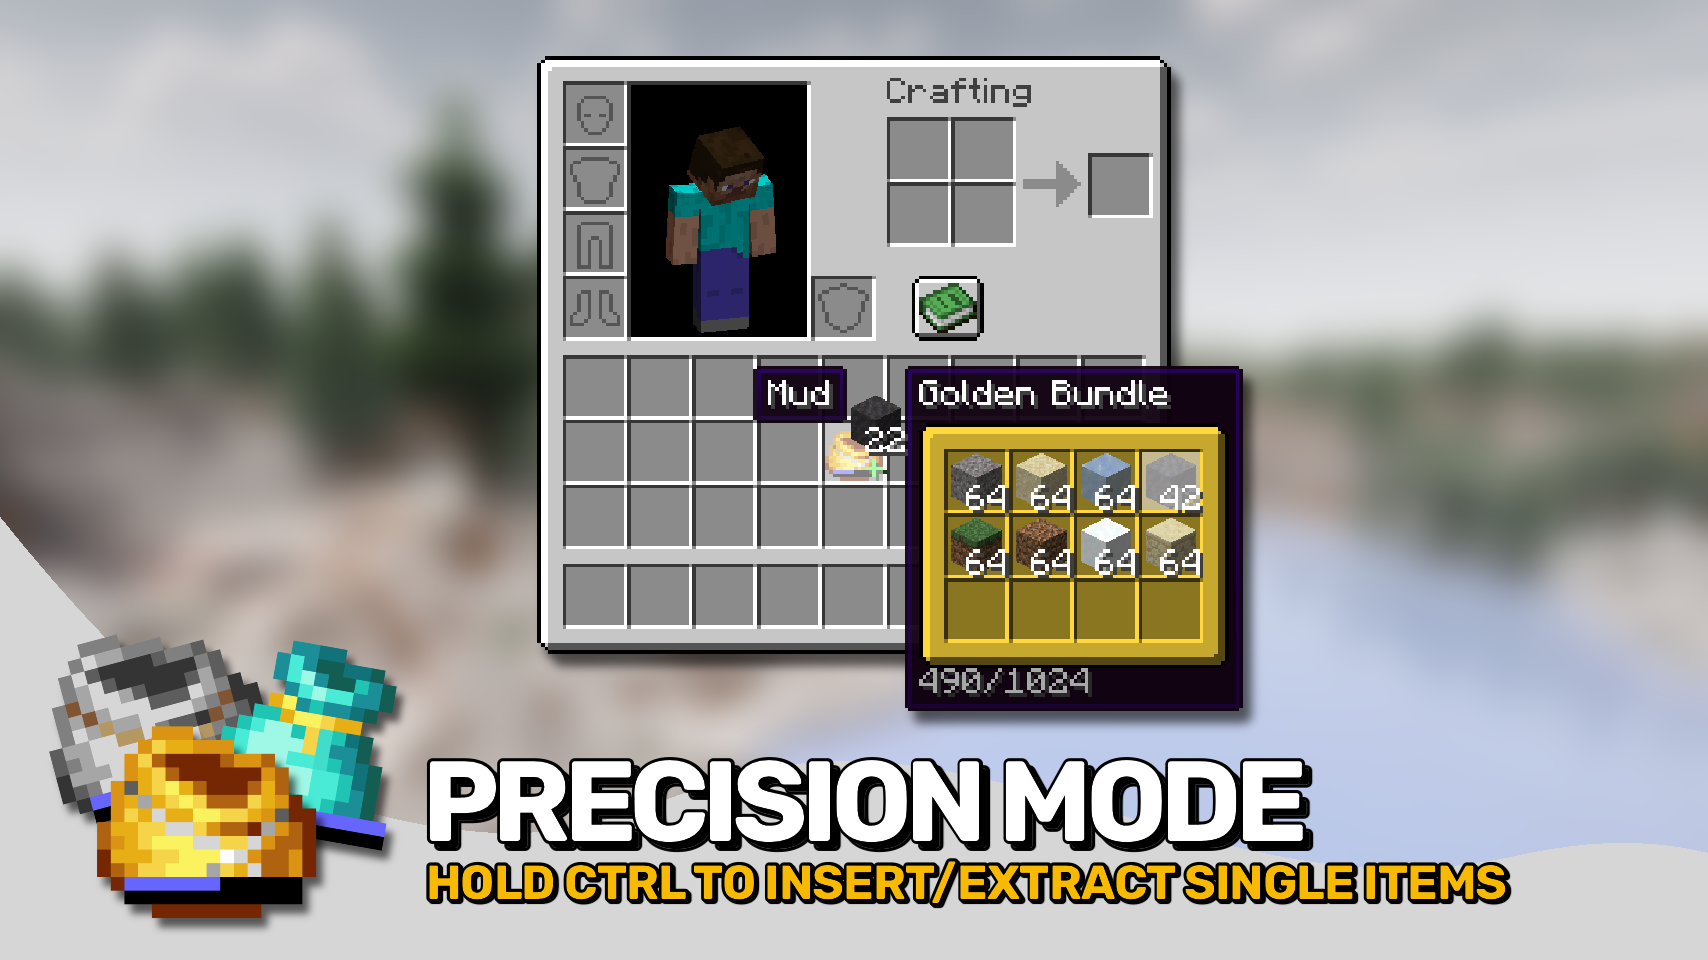 Crafting
Mud
22
Golden Bundle
64 64 64 42
64 64 64 64
490/1024
PRECISION MODE
HOLD CTRL TO INSERT/EXTRACT SINGLE ITEMS